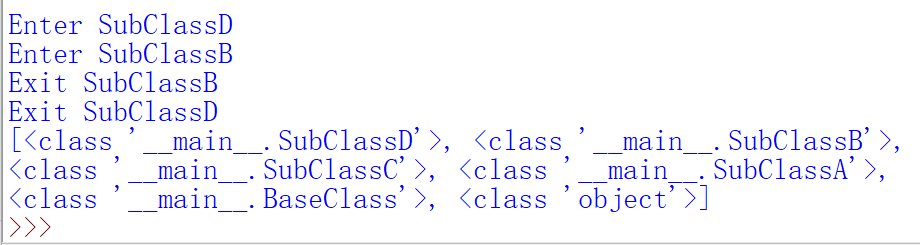 Enter SubClassD
Enter SubClassB
Exit SubClassB
Exit SubClassD
[<class '__main__.SubClassD'>, <class '__main__.SubClassB'>,
<class '__main__.SubClassC'>, <class '__main__.SubClassA'>,
<class '__main__.BaseClass'>, <class 'object'>]
>>>